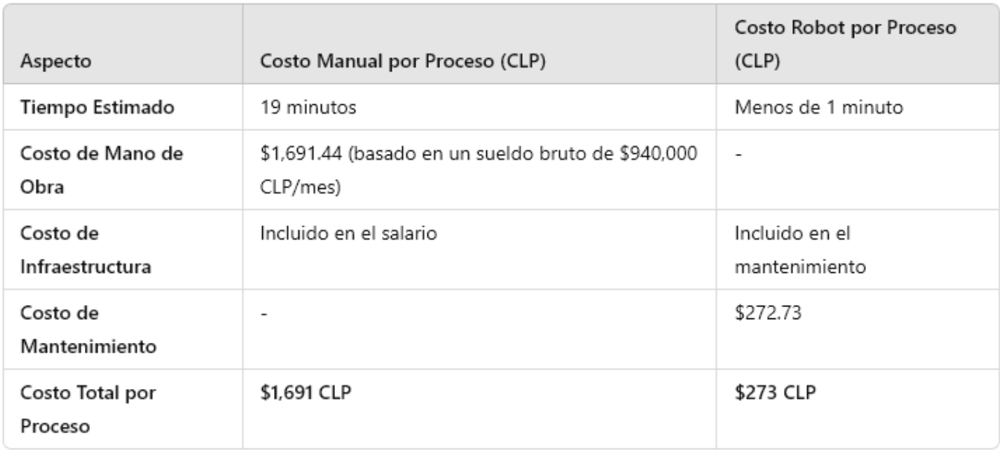 Aspecto
Costo Manual por Proceso (CLP)
Costo Robot por Proceso
(CLP)
Tiempo Estimado
19 minutos
Menos de 1 minuto
Costo de Mano de
Obra
$1,691.44 (basado en un sueldo bruto de $940,000
CLP/mes)
-
Costo de
Infraestructura
Incluido en el salario
Incluido en el
mantenimiento
Costo de
Mantenimiento
-
$272.73
Costo Total por
Proceso
$1,691 CLP
$273 CLP